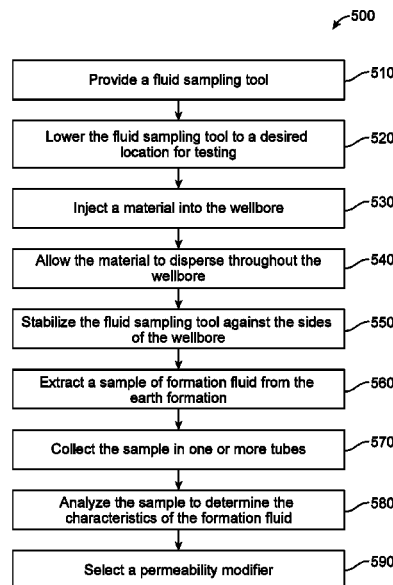 500
Provide a fluid sampling tool
510
Lower the fluid sampling tool to a desired
location for testing
520
Inject a material into the wellbore
530
Allow the material to disperse throughout the
wellbore
540
Stabilize the fluid sampling tool against the sides
of the wellbore
550
Extract a sample of formation fluid from the
earth formation
560
Collect the sample in one or more tubes
570
Analyze the sample to determine the
characteristics of the formation fluid
580
Select a permeability modifier
590